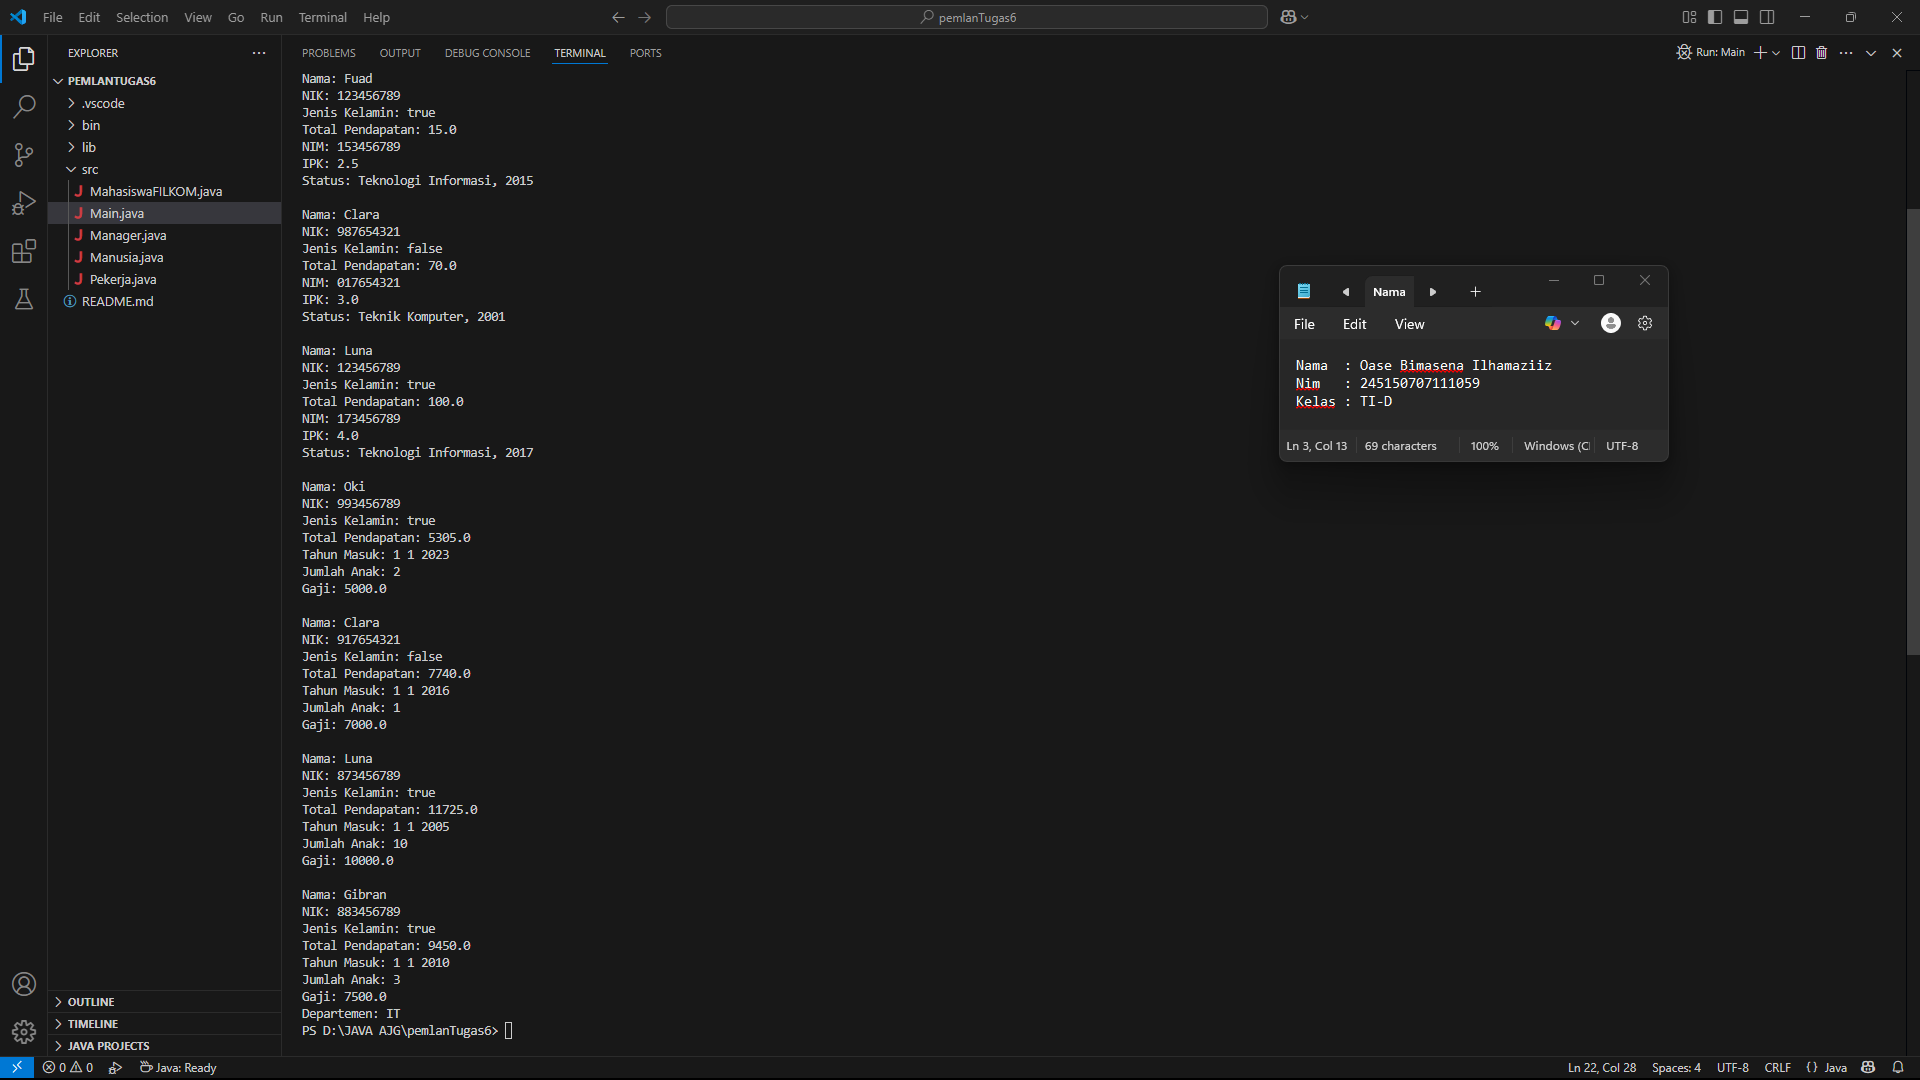 File Edit Selection View Go Run Terminal Help
pemlanTugas6
EXPLORER
PEMLANTUGAS6
.vscode
bin
lib
src
MahasiswaFILKOM.java
Main.java
Manager.java
Manusia.java
Pekerja.java
README.md
OUTLINE
TIMELINE
JAVA PROJECTS
PROBLEMS OUTPUT DEBUG CONSOLE TERMINAL PORTS
Run: Main
Nama: Fuad
NIK: 123456789
Jenis Kelamin: true
Total Pendapatan: 15.0
NIM: 153456789
IPK: 2.5
Status: Teknologi Informasi, 2015
Nama: Clara
NIK: 987654321
Jenis Kelamin: false
Total Pendapatan: 70.0
NIM: 017654321
IPK: 3.0
Status: Teknik Komputer, 2001
Nama: Luna
NIK: 123456789
Jenis Kelamin: true
Total Pendapatan: 100.0
NIM: 173456789
IPK: 4.0
Status: Teknologi Informasi, 2017
Nama: Oki
NIK: 993456789
Jenis Kelamin: true
Total Pendapatan: 5305.0
Tahun Masuk: 1 1 2023
Jumlah Anak: 2
Gaji: 5000.0
Nama: Clara
NIK: 917654321
Jenis Kelamin: false
Total Pendapatan: 7740.0
Tahun Masuk: 1 1 2016
Jumlah Anak: 1
Gaji: 7000.0
Nama: Luna
NIK: 873456789
Jenis Kelamin: true
Total Pendapatan: 11725.0
Tahun Masuk: 1 1 2005
Jumlah Anak: 10
Gaji: 10000.0
Nama: Gibran
NIK: 883456789
Jenis Kelamin: true
Total Pendapatan: 9450.0
Tahun Masuk: 1 1 2010
Jumlah Anak: 3
Gaji: 7500.0
Departemen: IT
PS D:\JAVA AJG\pemlanTugas6>
Nama
File Edit View
Nama : Oase Bimasena Ilhamaziiz
Nim : 245150707111059
Kelas : TI-D
Ln 3, Col 13 69 characters 100% Windows (C UTF-8
0 0 Java: Ready
Ln 22, Col 28 Spaces: 4 UTF-8 CRLF {} Java